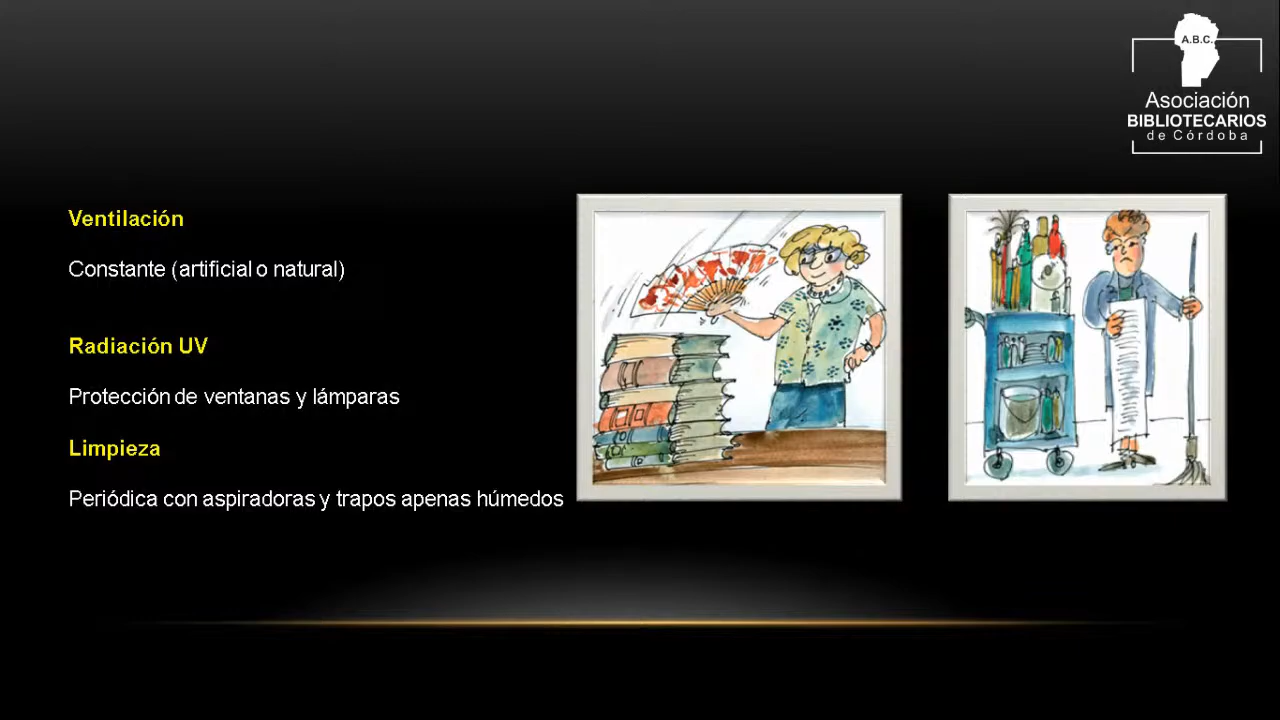 A.B.C.
Asociación
BIBLIOTECARIOS
de Córdoba
Ventilación
Constante (artificial o natural)
Radiación UV
Protección de ventanas y lámparas
Limpieza
Periódica con aspiradoras y trapos apenas húmedos